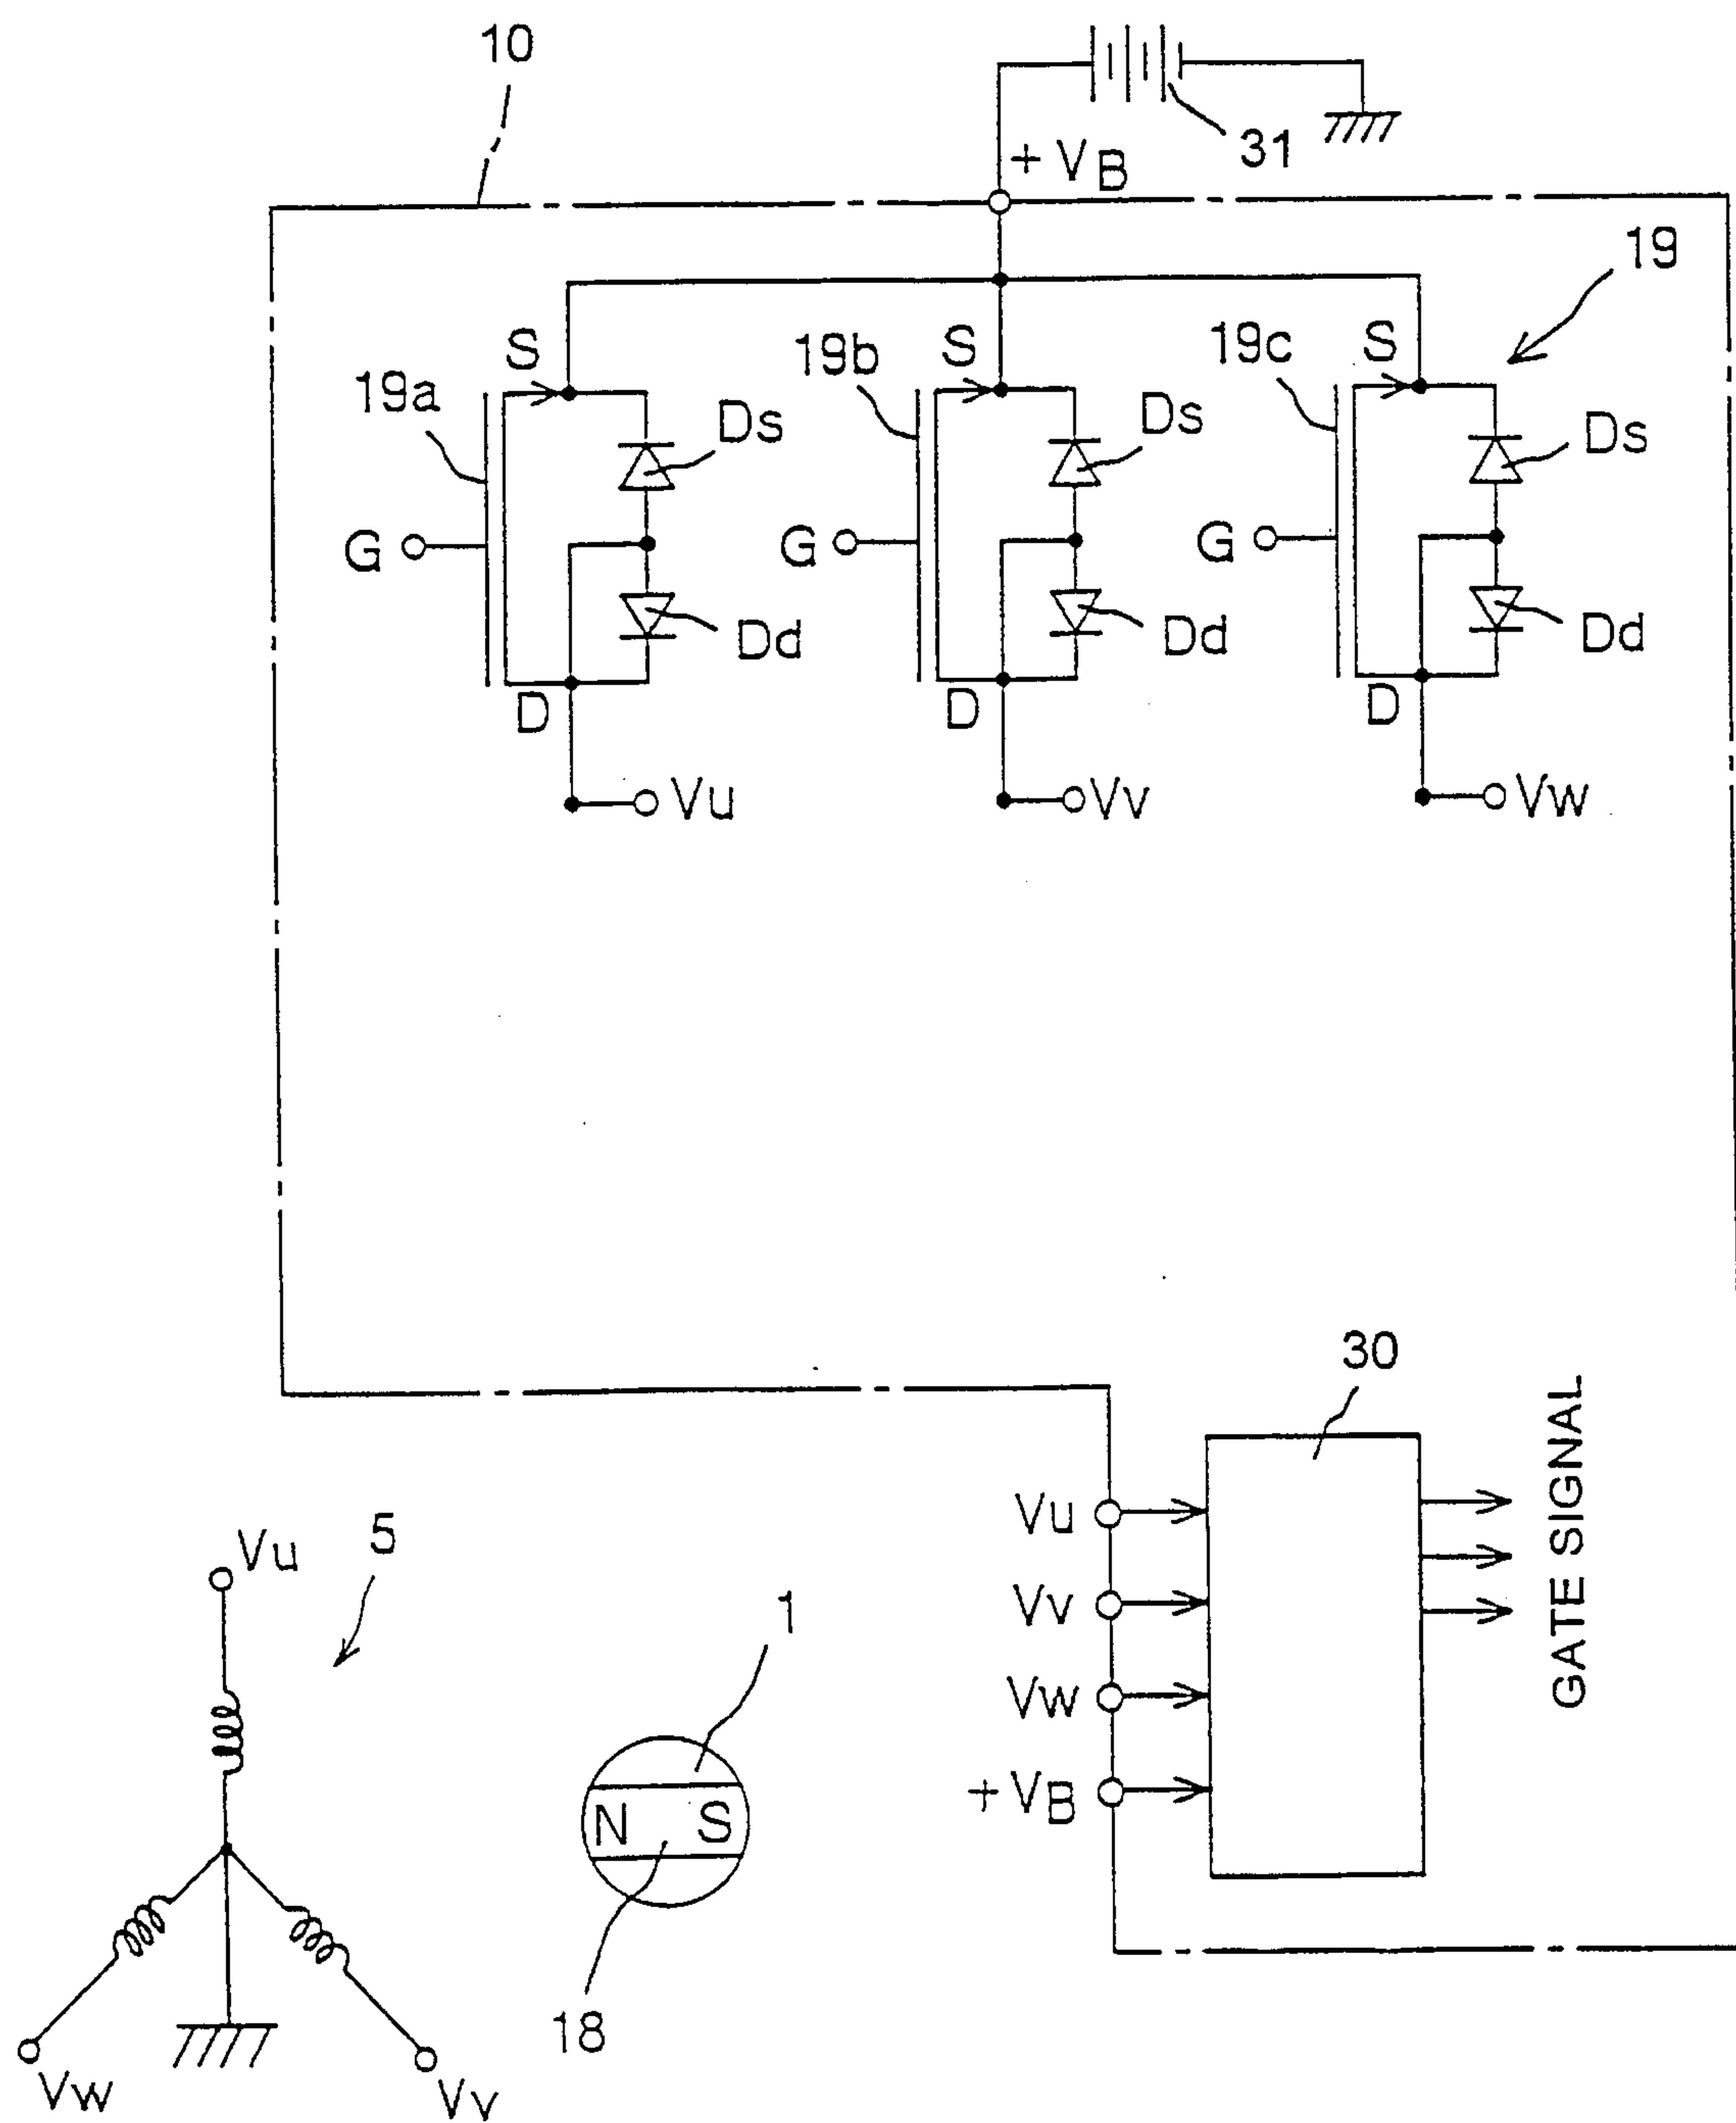 10
31
+ VB
19
S
19a
Ds
G
Dd
D
Vu
S
19b
Ds
G
Dd
D
Vv
S
19c
Ds
G
Dd
D
Vw
30
Vu
Vv
Vw
+ VB
GATE SIGNAL
Vu
5
Vw
Vv
1
N S
18